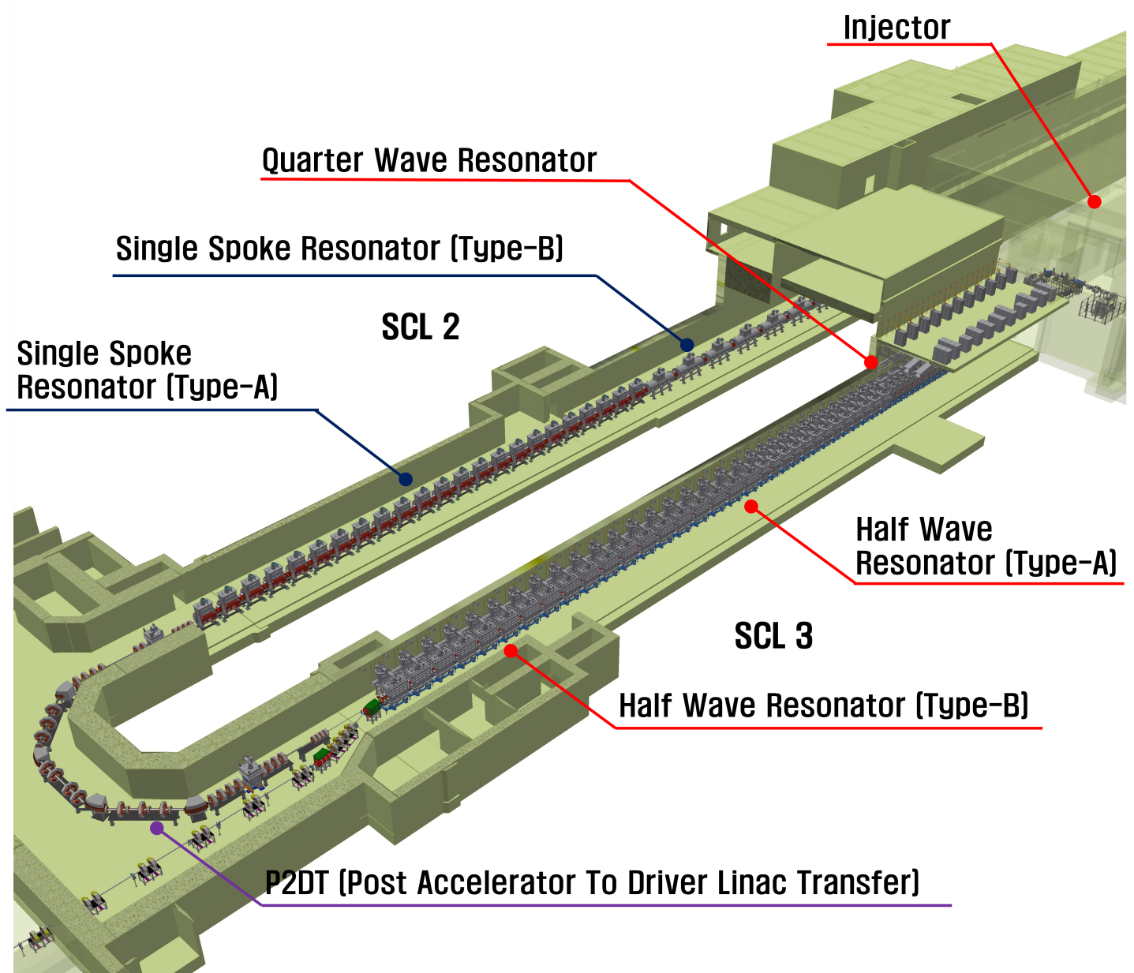 Injector
Quarter Wave Resonator
Single Spoke Resonator (Type-B)
SCL 2
Single Spoke
Resonator (Type-A)
Half Wave
Resonator (Type-A)
SCL 3
Half Wave Resonator (Type-B)
P2DT (Post Accelerator To Driver Linac Transfer)